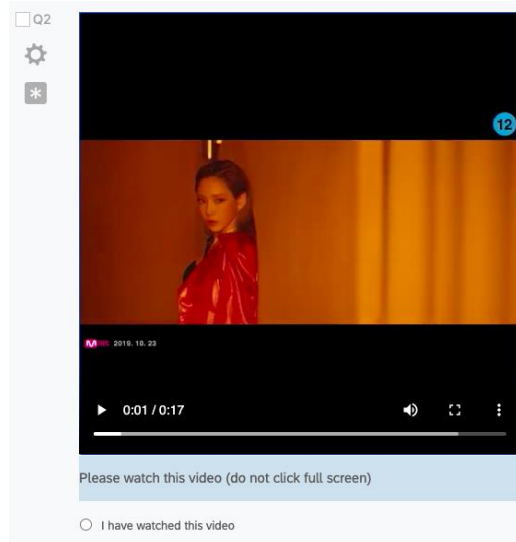 Q2
12
2019. 10. 23
0:01 / 0:17
Please watch this video (do not click full screen)
I have watched this video